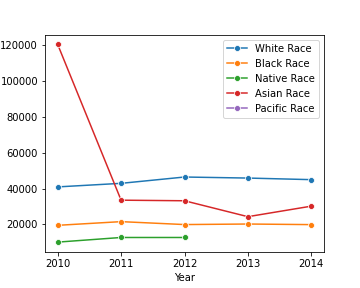 120000
100000
80000
60000
40000
20000
White Race
Black Race
Native Race
Asian Race
Pacific Race
2010 2011 2012 2013 2014
Year